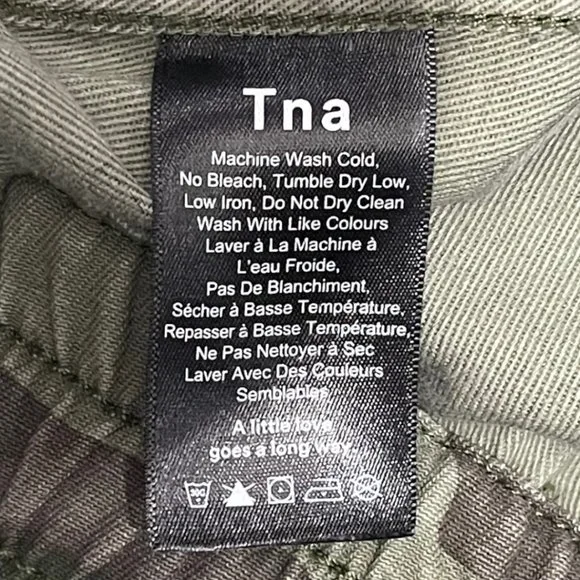 Tna
Machine Wash Cold,
No Bleach, Tumble Dry Low,
Low Iron, Do Not Dry Clean
Wash With Like Colours
Laver à La Machine à
L'eau Froide,
Pas De Blanchiment,
Sécher à Basse Température,
Repasser à Basse Température,
Ne Pas Nettoyer à Sec
Laver Avec Des Couleurs
Semblables
A little love
goes a long way...
30C